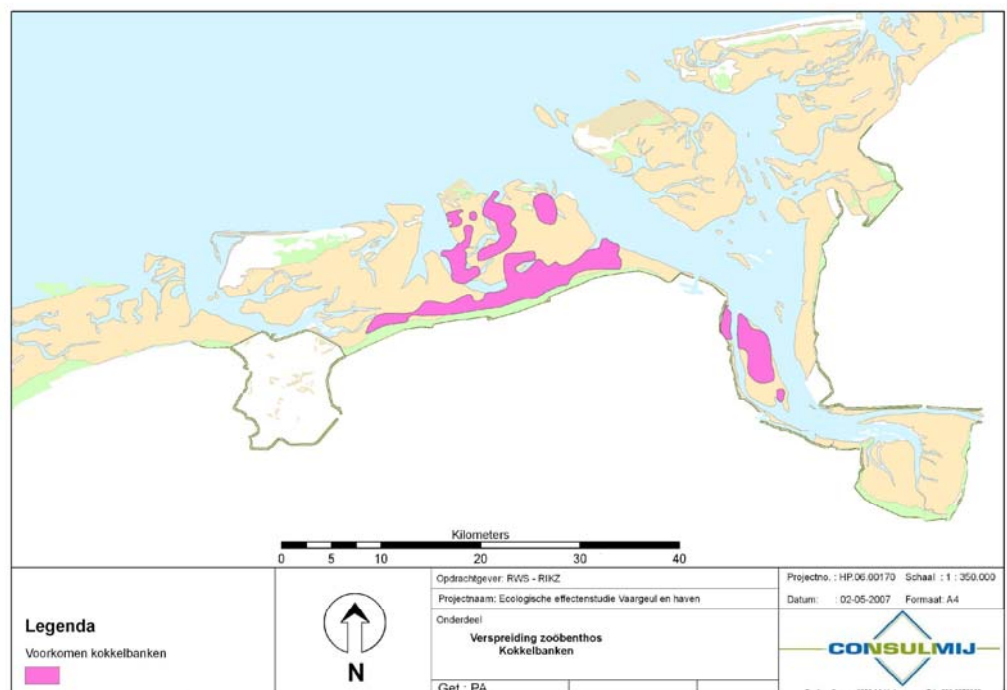 Kilometers
0 5 10 20 30 40
Legenda
Voorkomen kokkelbanken
N
Opdrachtgever: RWS - RIKZ
Projectnaam: Ecologische effectenstudie Vaargeul en haven
Onderdeel
Verspreiding zoöbenthos
Kokkelbanken
Get.: PA
Projectno. : HP.06.00170 Schaal : 1 : 350.000
Datum: : 02-05-2007 Formaat: A4
CONSULMIJ